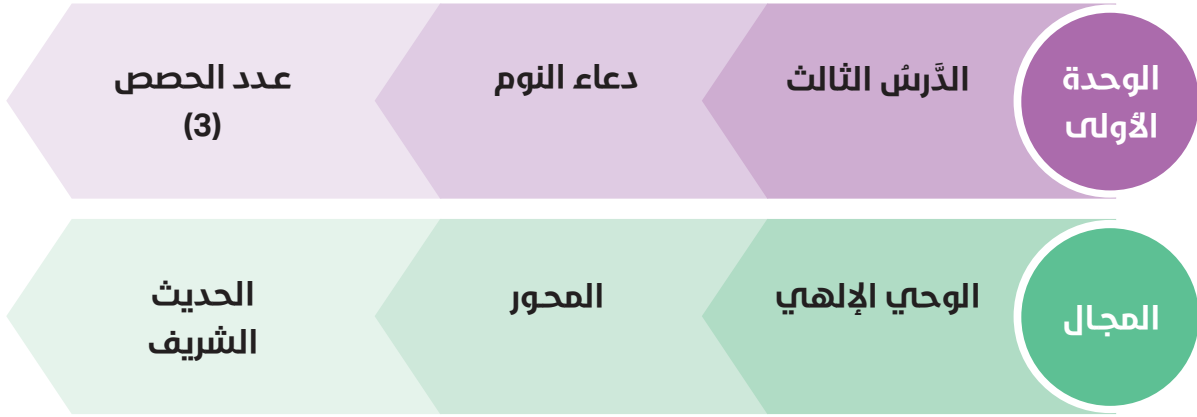 الوحدة
الأولى
الدَّرسُ الثالث
دعاء النوم
عدد الحصص
(3)
المجال
الوحي الإلهي
المحور
الحديث
الشريف